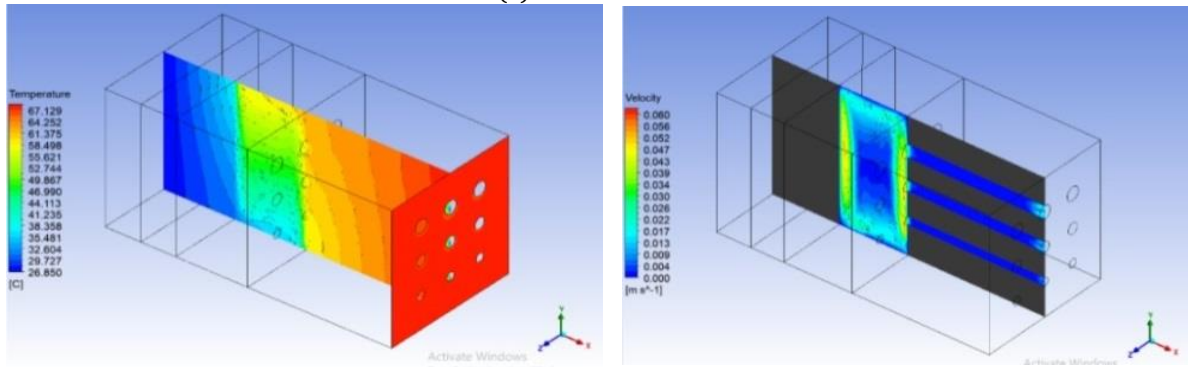 Temperature
67.129
64.252
61.375
58.498
55.621
52.744
49.867
46.990
44.113
41.235
38.358
35.481
32.604
29.727
26.850
[C]
Y
Z
X
Activate Windows
Velocity
0.060
0.056
0.052
0.047
0.043
0.039
0.034
0.030
0.026
0.022
0.017
0.013
0.009
0.004
0.000
[m s^-1]
Y
Z
X
Activate Windows